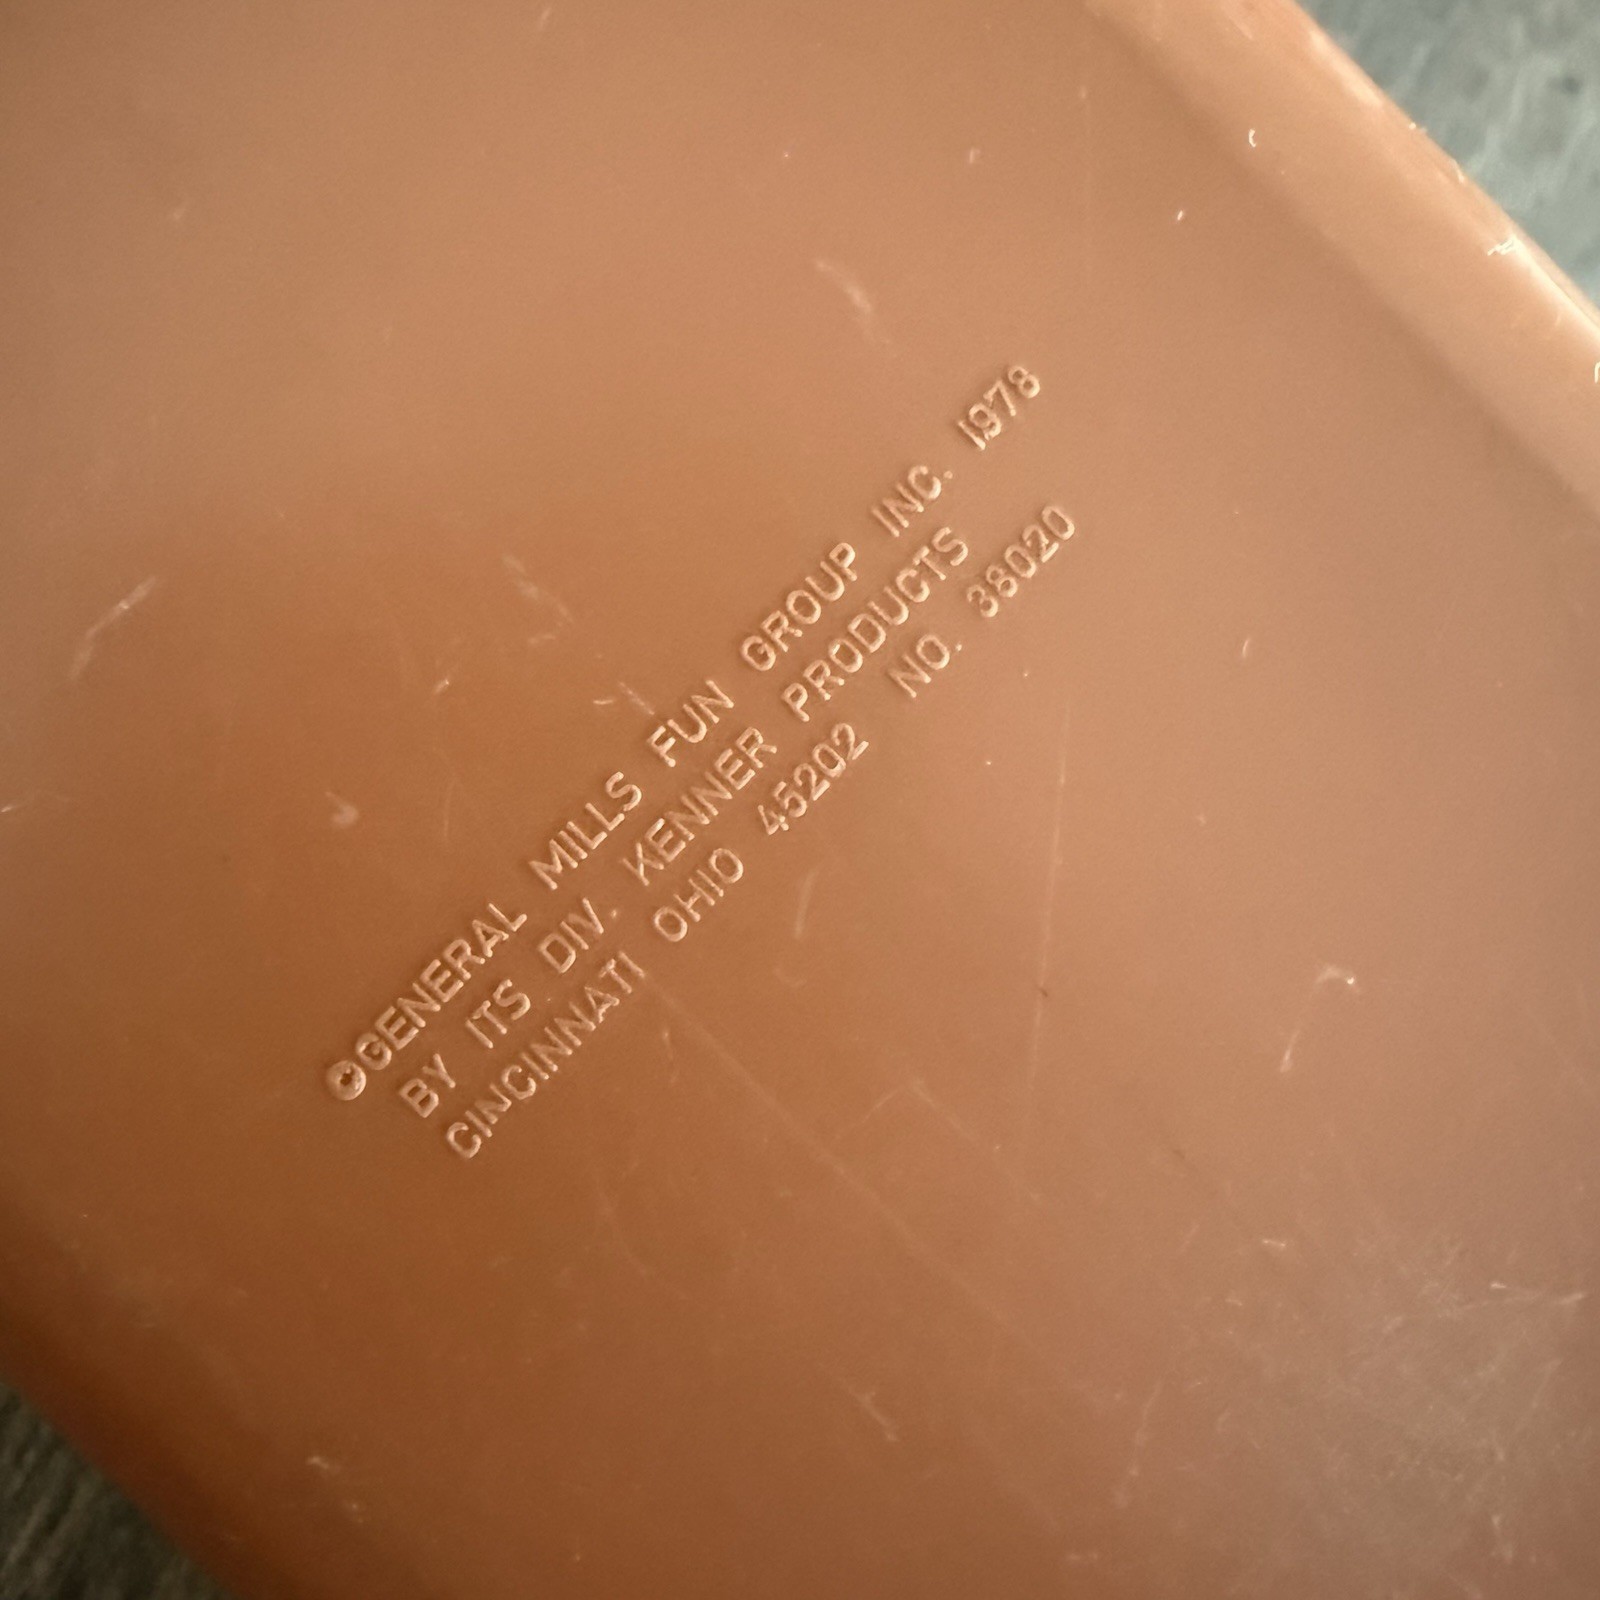 ©GENERAL MILLS FUN GROUP INC. 1978
BY ITS DIV. KENNER PRODUCTS
CINCINNATI OHIO 45202 NO. 38020